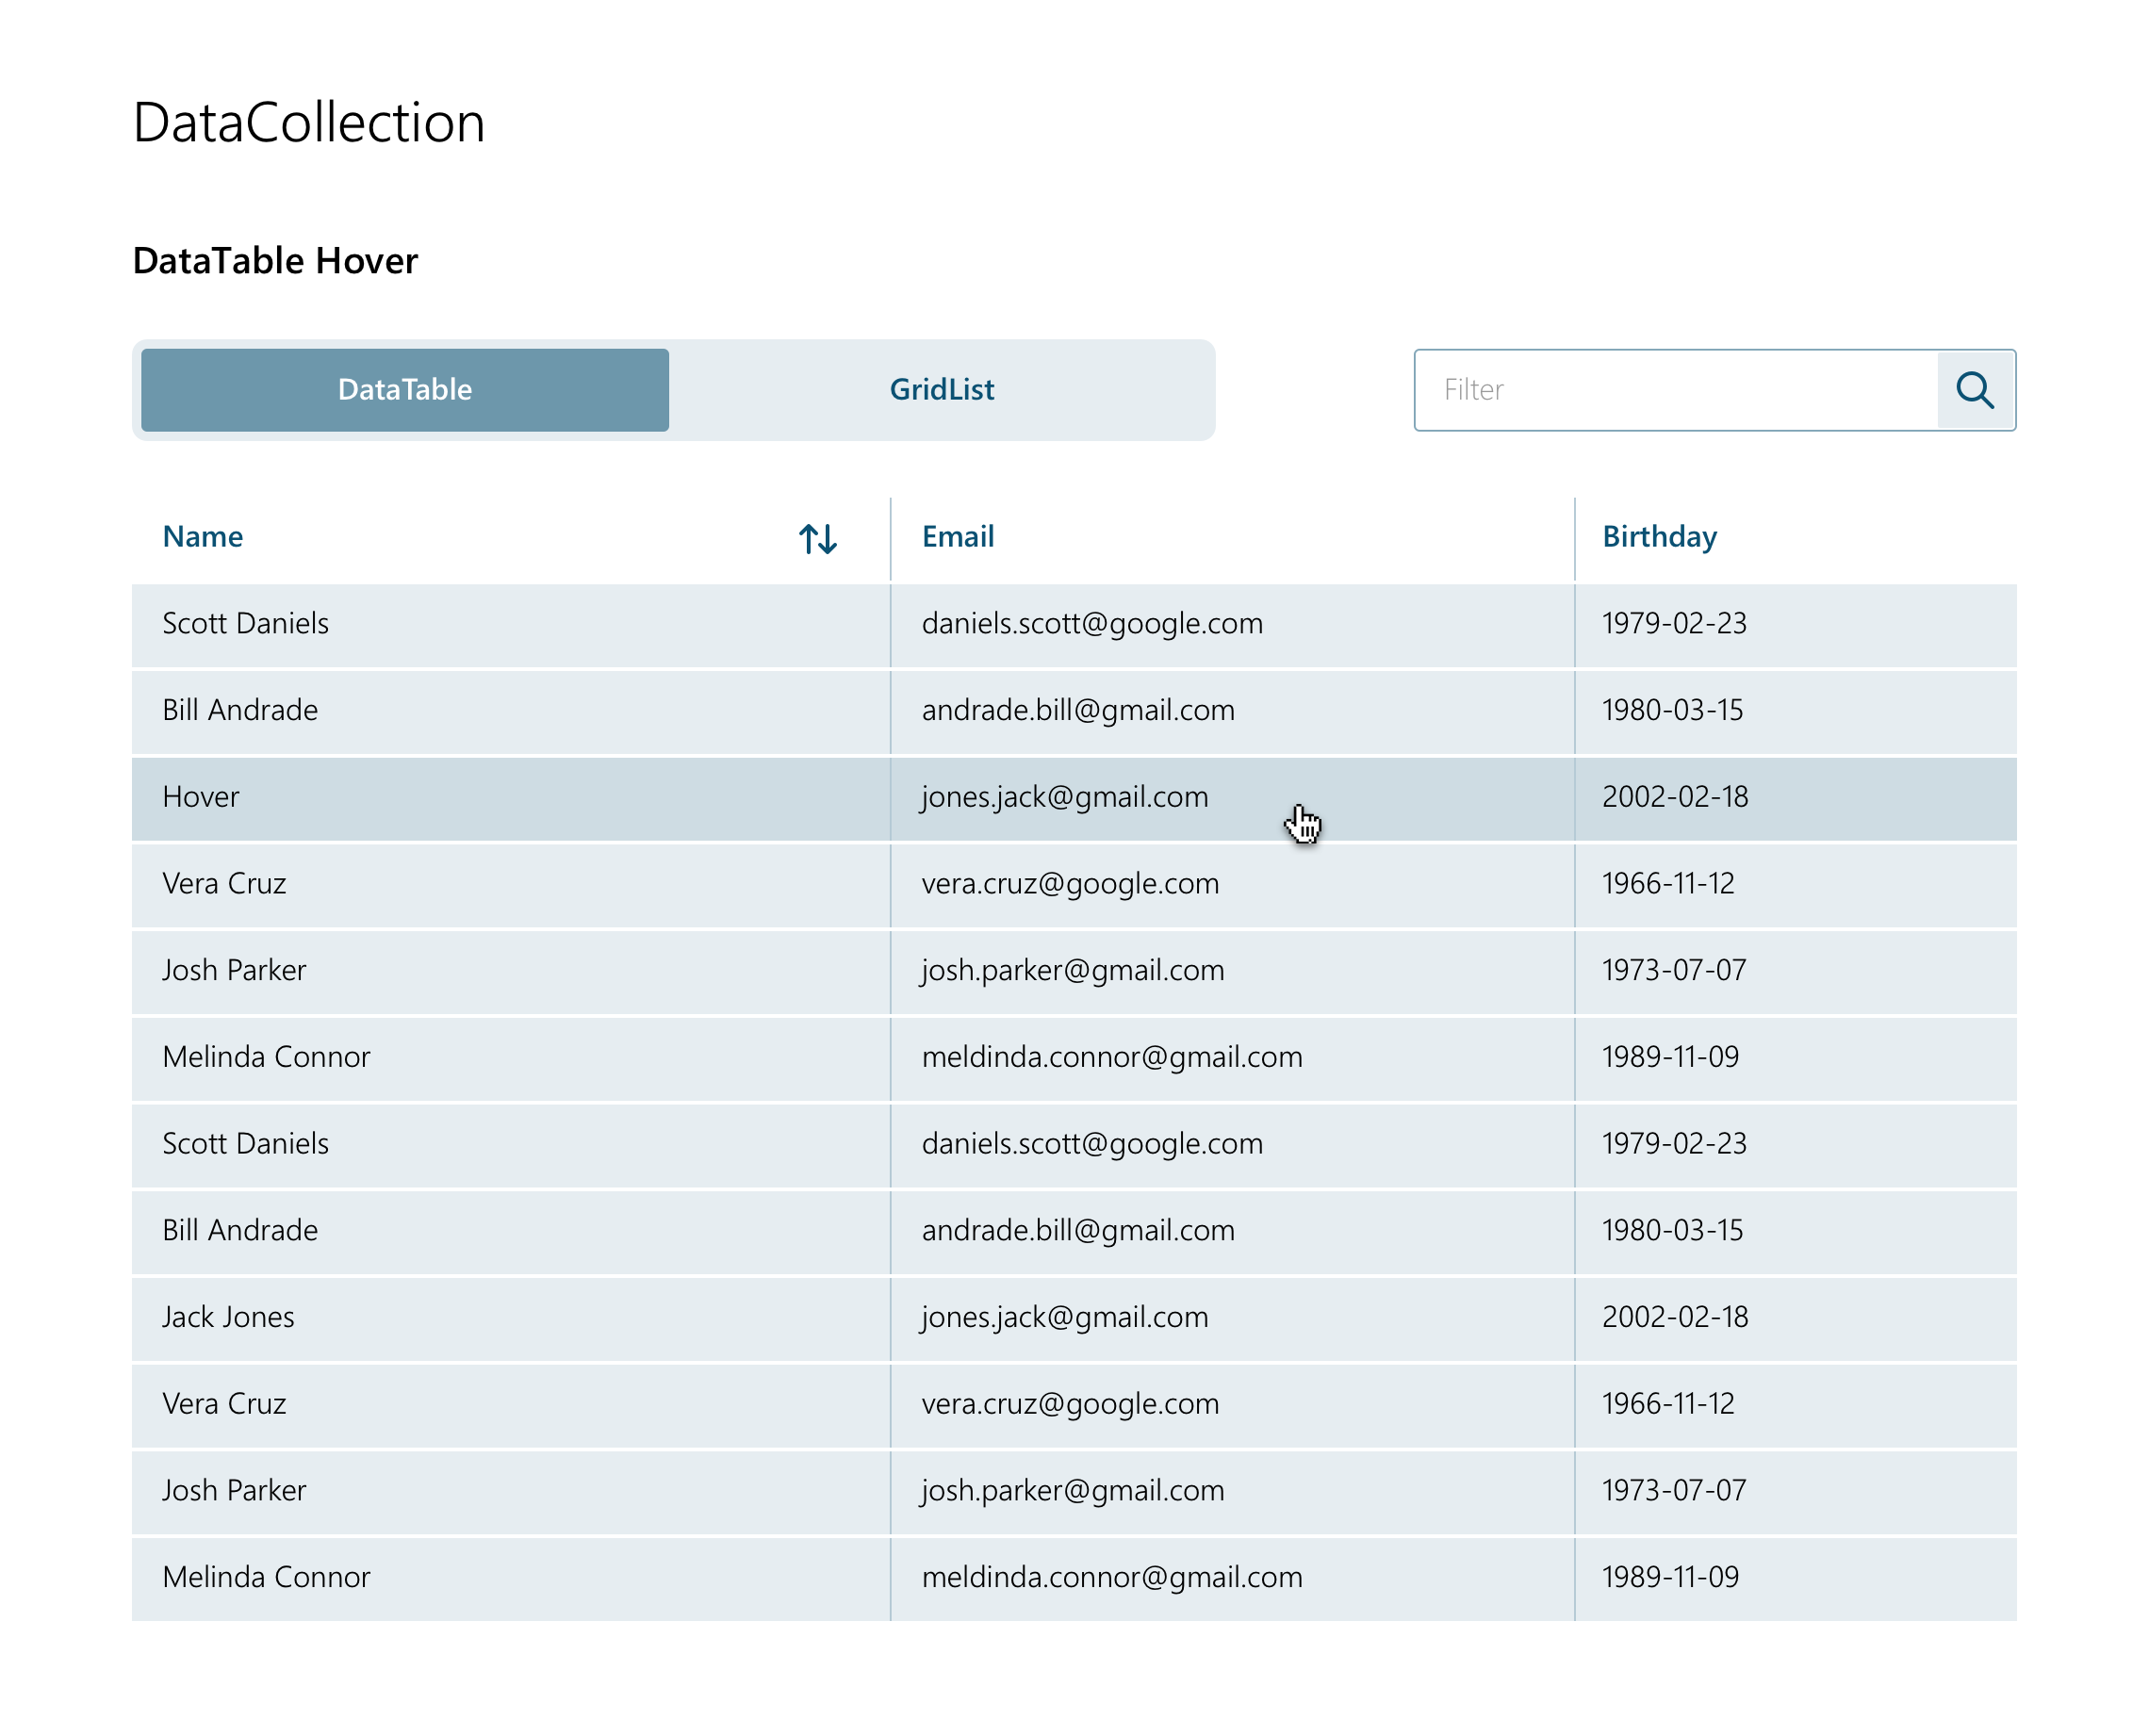 DataCollection
DataTable Hover
DataTable GridList Filter
Name Email Birthday
Scott Daniels daniels.scott@google.com 1979-02-23
Bill Andrade andrade.bill@gmail.com 1980-03-15
Hover jones.jack@gmail.com 2002-02-18
Vera Cruz vera.cruz@google.com 1966-11-12
Josh Parker josh.parker@gmail.com 1973-07-07
Melinda Connor meldinda.connor@gmail.com 1989-11-09
Scott Daniels daniels.scott@google.com 1979-02-23
Bill Andrade andrade.bill@gmail.com 1980-03-15
Jack Jones jones.jack@gmail.com 2002-02-18
Vera Cruz vera.cruz@google.com 1966-11-12
Josh Parker josh.parker@gmail.com 1973-07-07
Melinda Connor meldinda.connor@gmail.com 1989-11-09